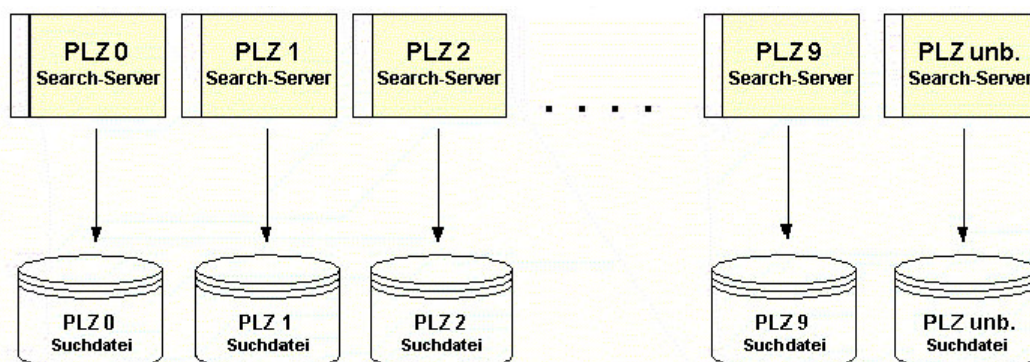 PLZ 0
Search-Server
PLZ 1
Search-Server
PLZ 2
Search-Server
. . . .
PLZ 9
Search-Server
PLZ unb.
Search-Server
PLZ 0
Suchdatei
PLZ 1
Suchdatei
PLZ 2
Suchdatei
PLZ 9
Suchdatei
PLZ unb.
Suchdatei